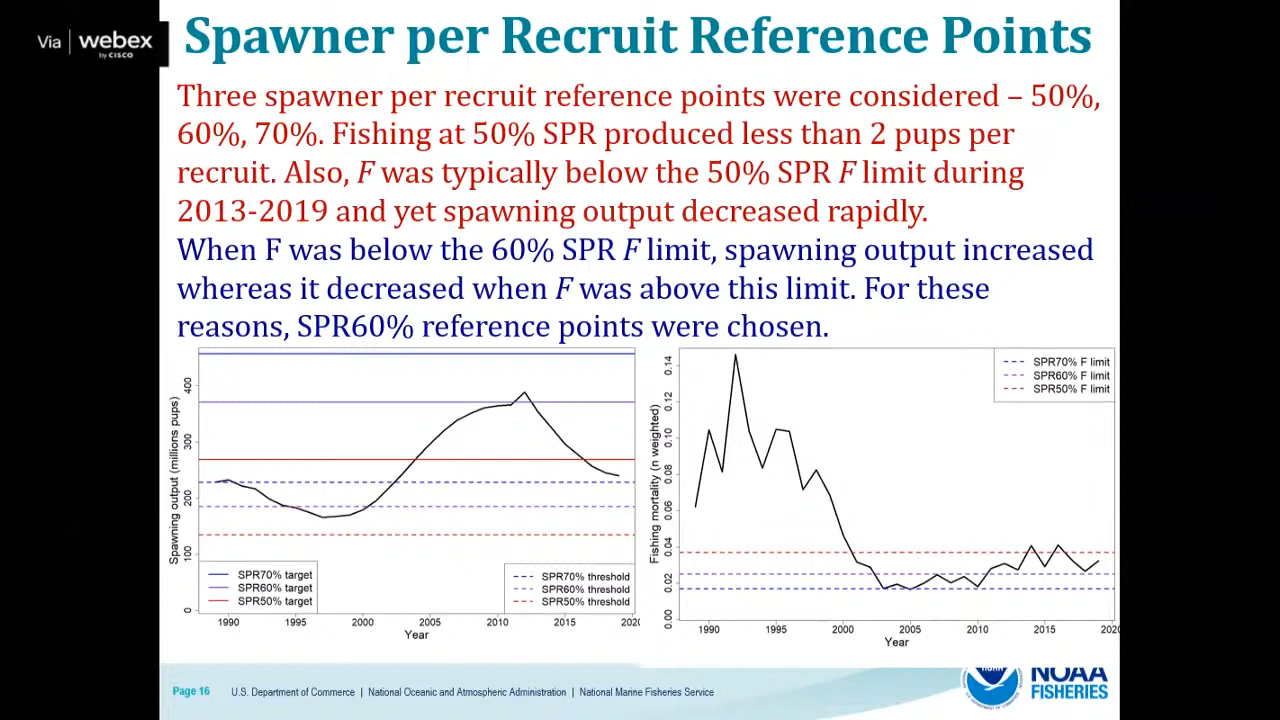 Via | webex
by CISCO
Spawner per Recruit Reference Points
Three spawner per recruit reference points were considered – 50%,
60%, 70%. Fishing at 50% SPR produced less than 2 pups per
recruit. Also, F was typically below the 50% SPR F limit during
2013-2019 and yet spawning output decreased rapidly.
When F was below the 60% SPR F limit, spawning output increased
whereas it decreased when F was above this limit. For these
reasons, SPR60% reference points were chosen.
Spawning output (millions pups)
400
300
200
100
0
SPR70% target
SPR60% target
SPR50% target
SPR70% threshold
SPR60% threshold
SPR50% threshold
1990 1995 2000 2005 2010 2015 2020
Year
Fishing mortality (n weighted)
0.14
0.12
0.10
0.08
0.06
0.04
0.02
0.00
SPR70% F limit
SPR60% F limit
SPR50% F limit
1990 1995 2000 2005 2010 2015 2020
Year
Page 16 U.S. Department of Commerce | National Oceanic and Atmospheric Administration | National Marine Fisheries Service
NOAA
FISHERIES